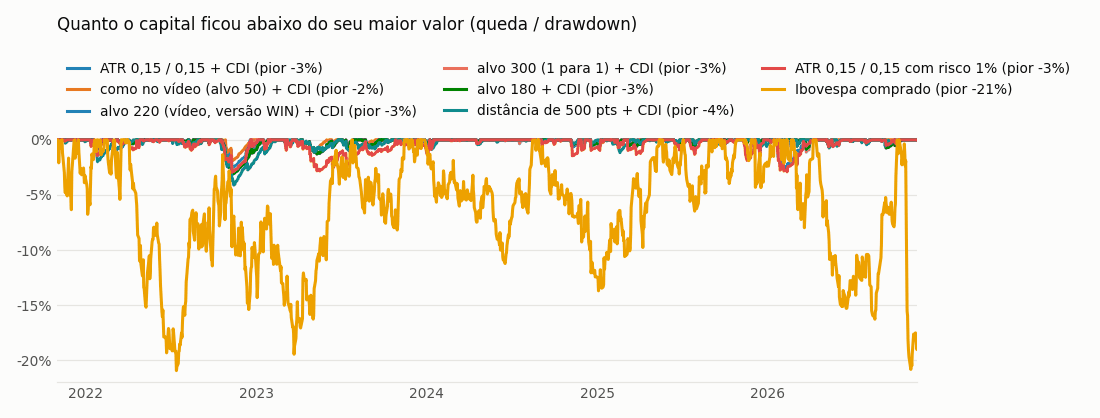 Quanto o capital ficou abaixo do seu maior valor (queda / drawdown)
ATR 0,15 / 0,15 + CDI (pior -3%)
como no vídeo (alvo 50) + CDI (pior -2%)
alvo 220 (vídeo, versão WIN) + CDI (pior -3%)
alvo 300 (1 para 1) + CDI (pior -3%)
alvo 180 + CDI (pior -3%)
distância de 500 pts + CDI (pior -4%)
ATR 0,15 / 0,15 com risco 1% (pior -3%)
Ibovespa comprado (pior -21%)
0%
-5%
-10%
-15%
-20%
2022 2023 2024 2025 2026